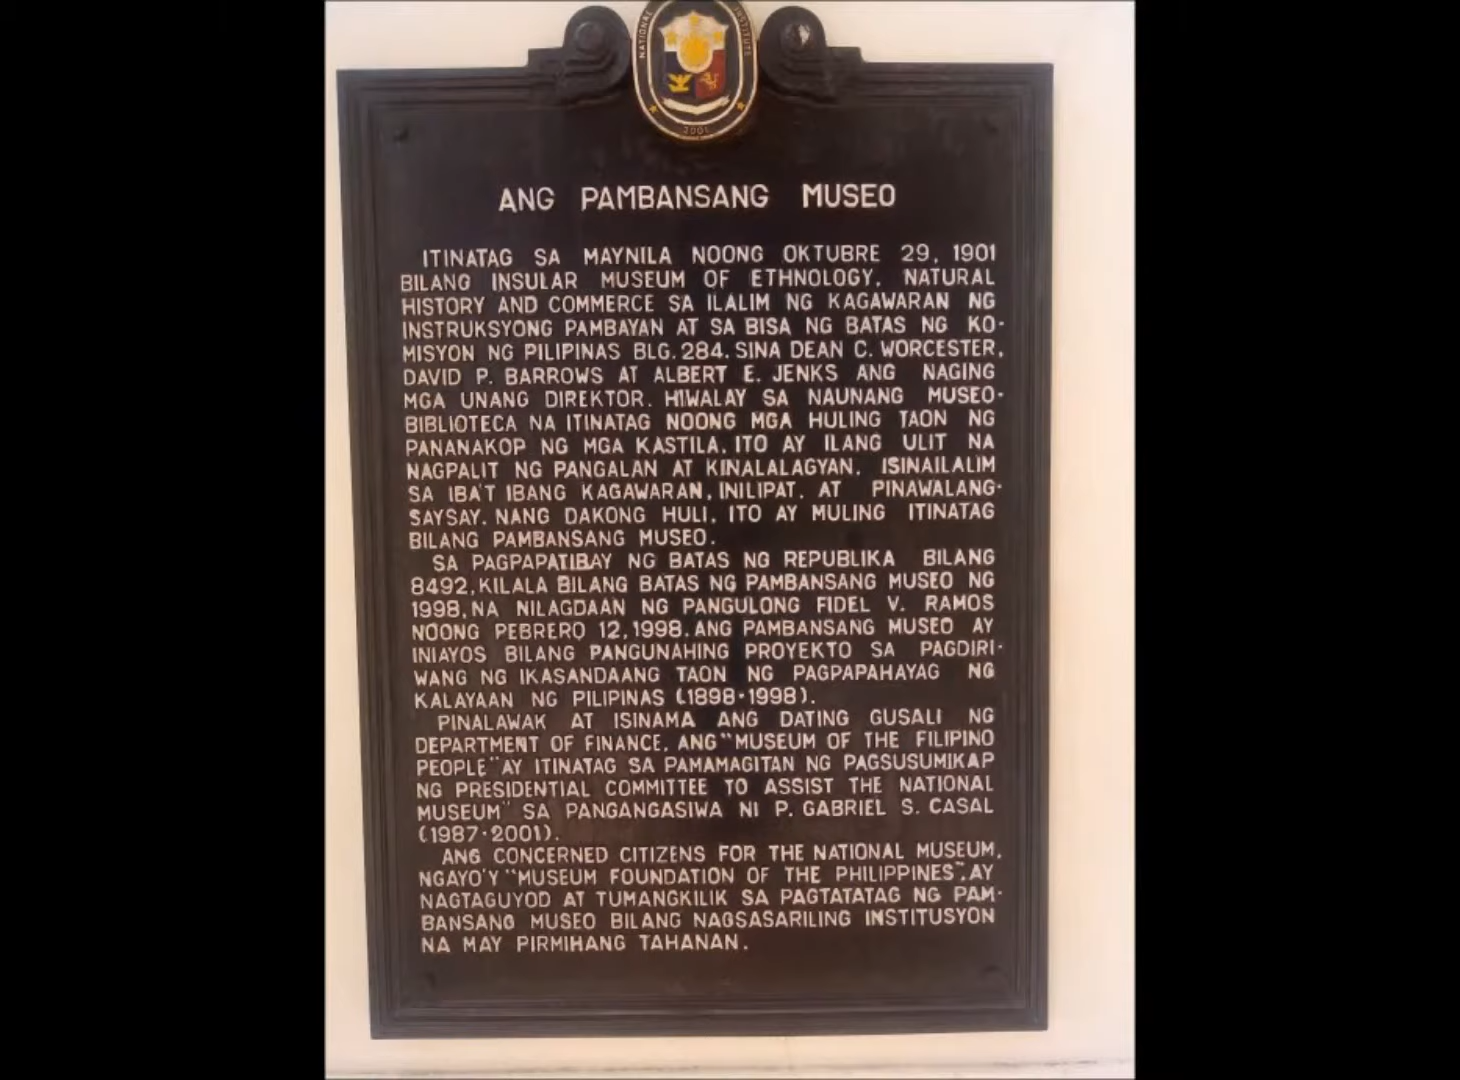 NATIONAL INSTITUTE
2001
ANG PAMBANSANG MUSEO
ITINATAG SA MAYNILA NOONG OKTUBRE 29, 1901
BILANG INSULAR MUSEUM OF ETHNOLOGY, NATURAL
HISTORY AND COMMERCE SA ILALIM NG KAGAWARAN NG
INSTRUKSYONG PAMBAYAN AT SA BISA NG BATAS NG KO-
MISYON NG PILIPINAS BLG. 284. SINA DEAN C. WORCESTER,
DAVID P. BARROWS AT ALBERT E. JENKS ANG NAGING
MGA UNANG DIREKTOR. HIWALAY SA NAUNANG MUSEO-
BIBLIOTECA NA ITINATAG NOONG MGA HULING TAON NG
PANANAKOP NG MGA KASTILA, ITO AY ILANG ULIT NA
NAGPALIT NG PANGALAN AT KINALALAGYAN, ISINAILALIM
SA IBA'T IBANG KAGAWARAN, INILIPAT, AT PINAWALANG-
SAYSAY. NANG DAKONG HULI, ITO AY MULING ITINATAG
BILANG PAMBANSANG MUSEO.
SA PAGPAPATIBAY NG BATAS NG REPUBLIKA BILANG
8492, KILALA BILANG BATAS NG PAMBANSANG MUSEO NG
1998, NA NILAGDAAN NG PANGULONG FIDEL V. RAMOS
NOONG PEBRERO 12, 1998, ANG PAMBANSANG MUSEO AY
INIAYOS BILANG PANGUNAHING PROYEKTO SA PAGDIRI-
WANG NG IKASANDAANG TAON NG PAGPAPAHAYAG NG
KALAYAAN NG PILIPINAS (1898-1998).
PINALAWAK AT ISINAMA ANG DATING GUSALI NG
DEPARTMENT OF FINANCE, ANG "MUSEUM OF THE FILIPINO
PEOPLE" AY ITINATAG SA PAMAMAGITAN NG PAGSUSUMIKAP
NG PRESIDENTIAL COMMITTEE TO ASSIST THE NATIONAL
MUSEUM" SA PANGANGASIWA NI P. GABRIEL S. CASAL
(1987-2001).
ANG CONCERNED CITIZENS FOR THE NATIONAL MUSEUM,
NGAYO'Y "MUSEUM FOUNDATION OF THE PHILIPPINES", AY
NAGTAGUYOD AT TUMANGKILIK SA PAGTATATAG NG PAM-
BANSANG MUSEO BILANG NAGSASARILING INSTITUSYON
NA MAY PIRMIHANG TAHANAN.